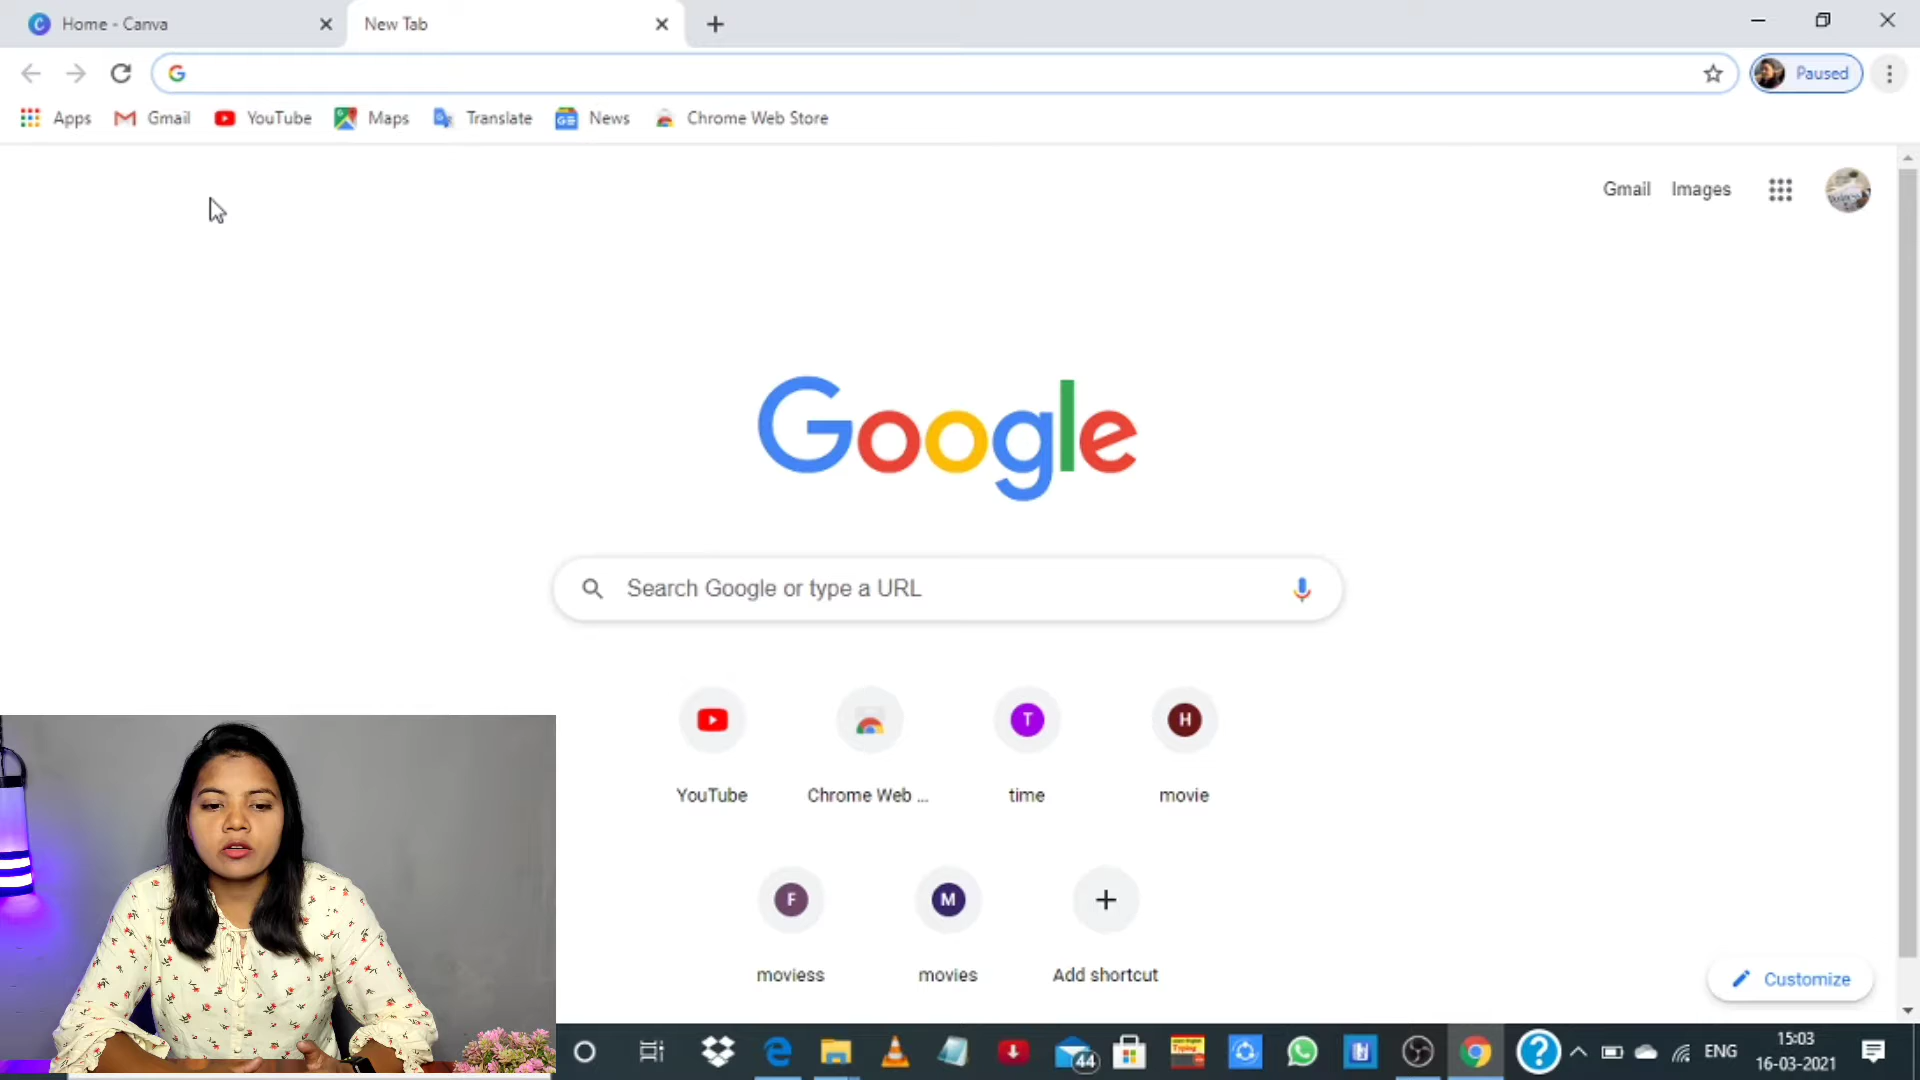 Home - Canva
New Tab
Paused
Apps
Gmail
YouTube
Maps
Translate
News
Chrome Web Store
Gmail
Images
Google
Search Google or type a URL
T
H
YouTube
Chrome Web ...
time
movie
F
M
moviess
movies
Add shortcut
Customize
44
ENG
15:03
16-03-2021